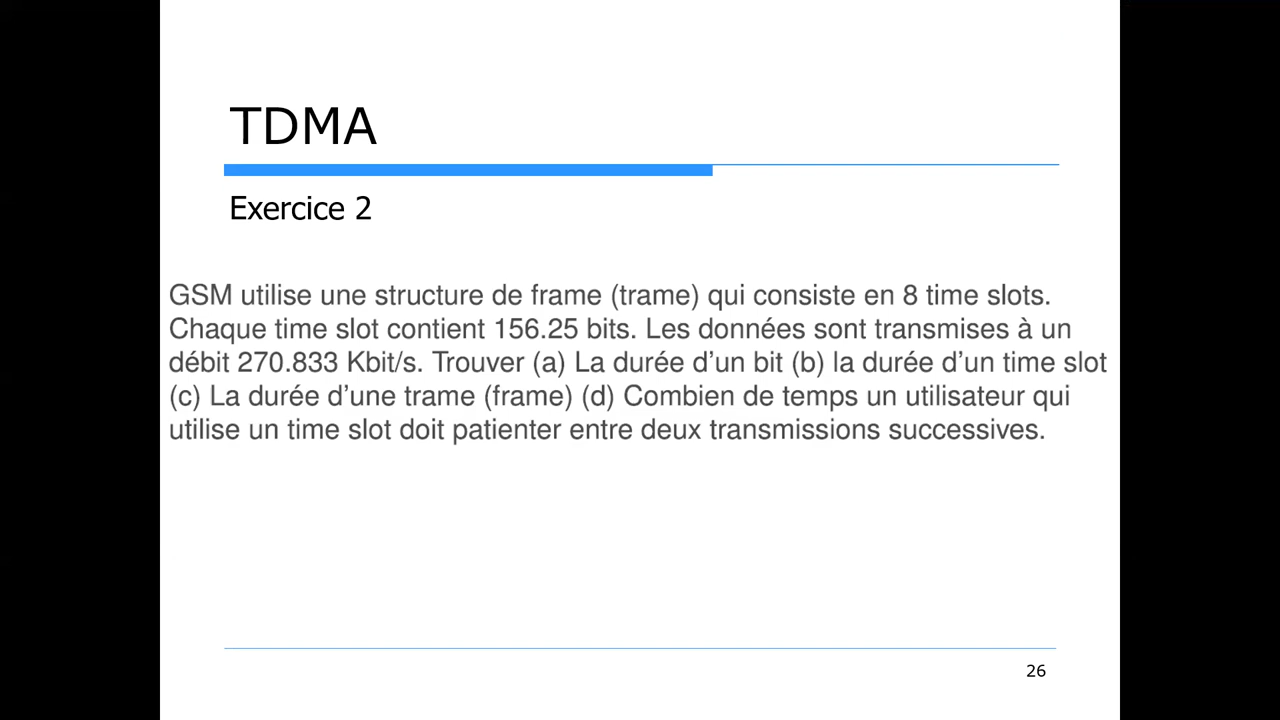 TDMA
Exercice 2
GSM utilise une structure de frame (trame) qui consiste en 8 time slots.
Chaque time slot contient 156.25 bits. Les données sont transmises à un
débit 270.833 Kbit/s. Trouver (a) La durée d'un bit (b) la durée d'un time slot
(c) La durée d'une trame (frame) (d) Combien de temps un utilisateur qui
utilise un time slot doit patienter entre deux transmissions successives.
26